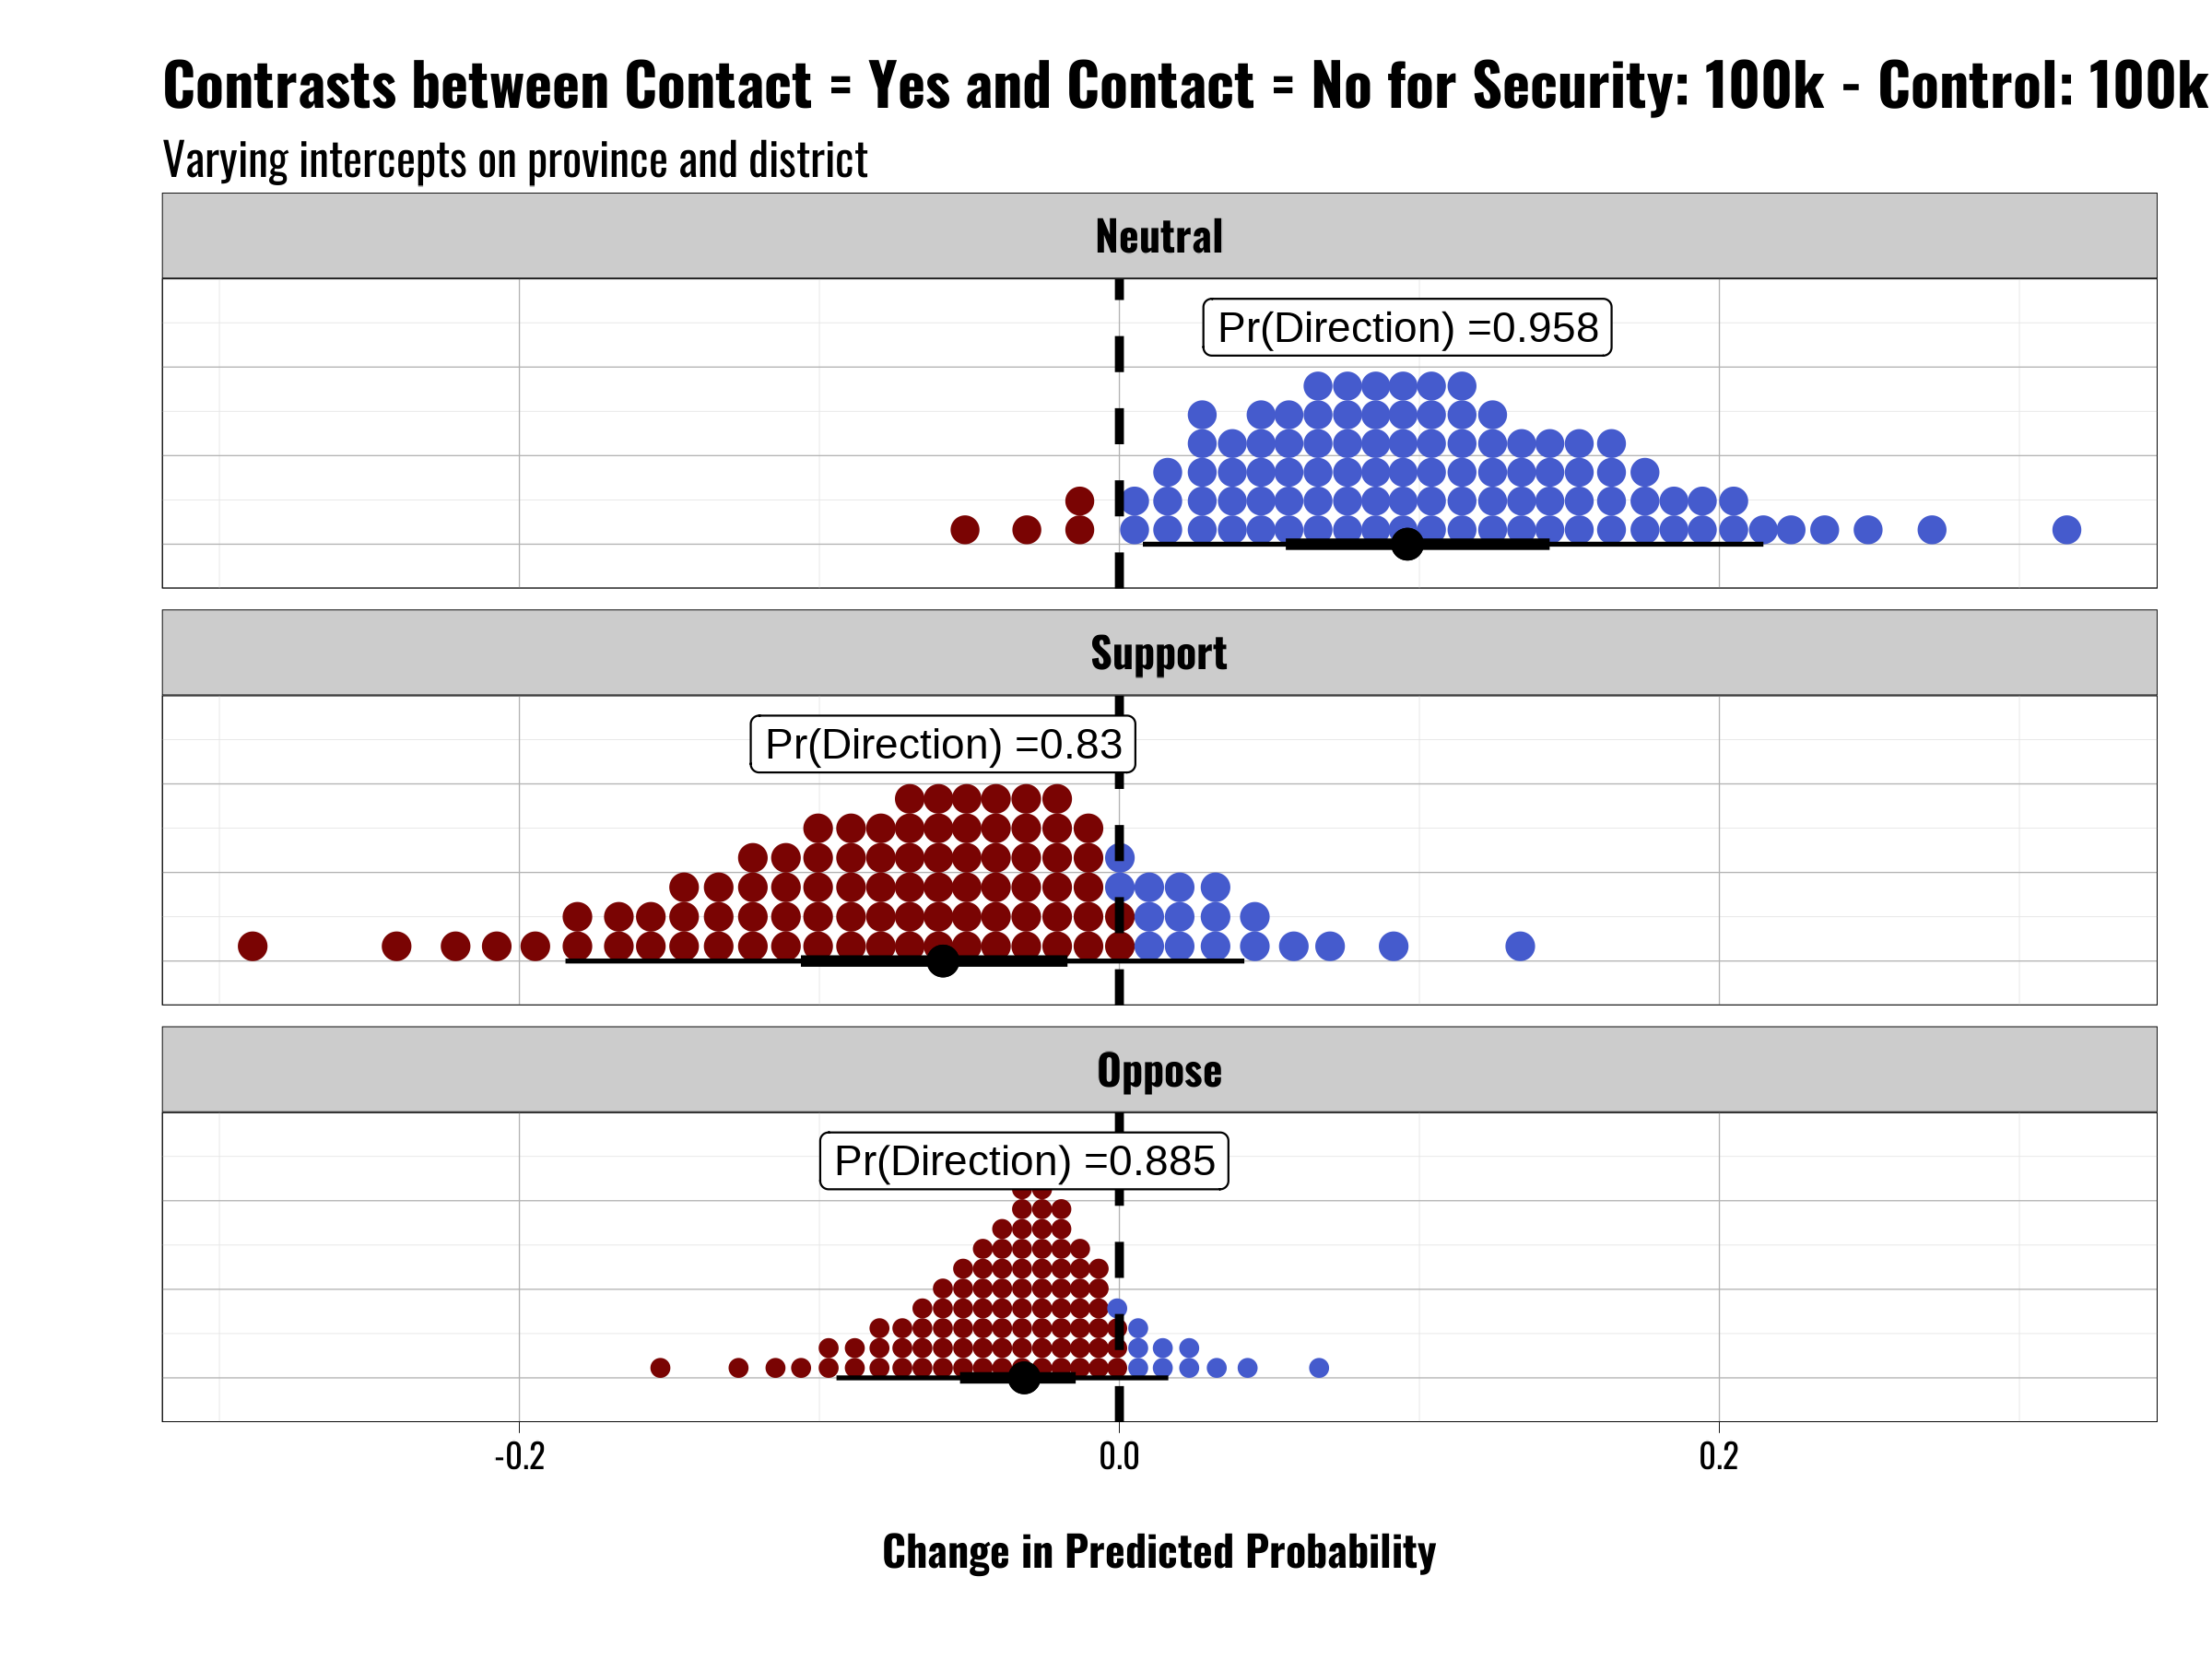 Contrasts between Contact = Yes and Contact = No for Security: 100k - Control: 100k
Varying intercepts on province and district
Neutral
Pr(Direction) =0.958
Support
Pr(Direction) =0.83
Oppose
Pr(Direction) =0.885
-0.2 0.0 0.2
Change in Predicted Probability